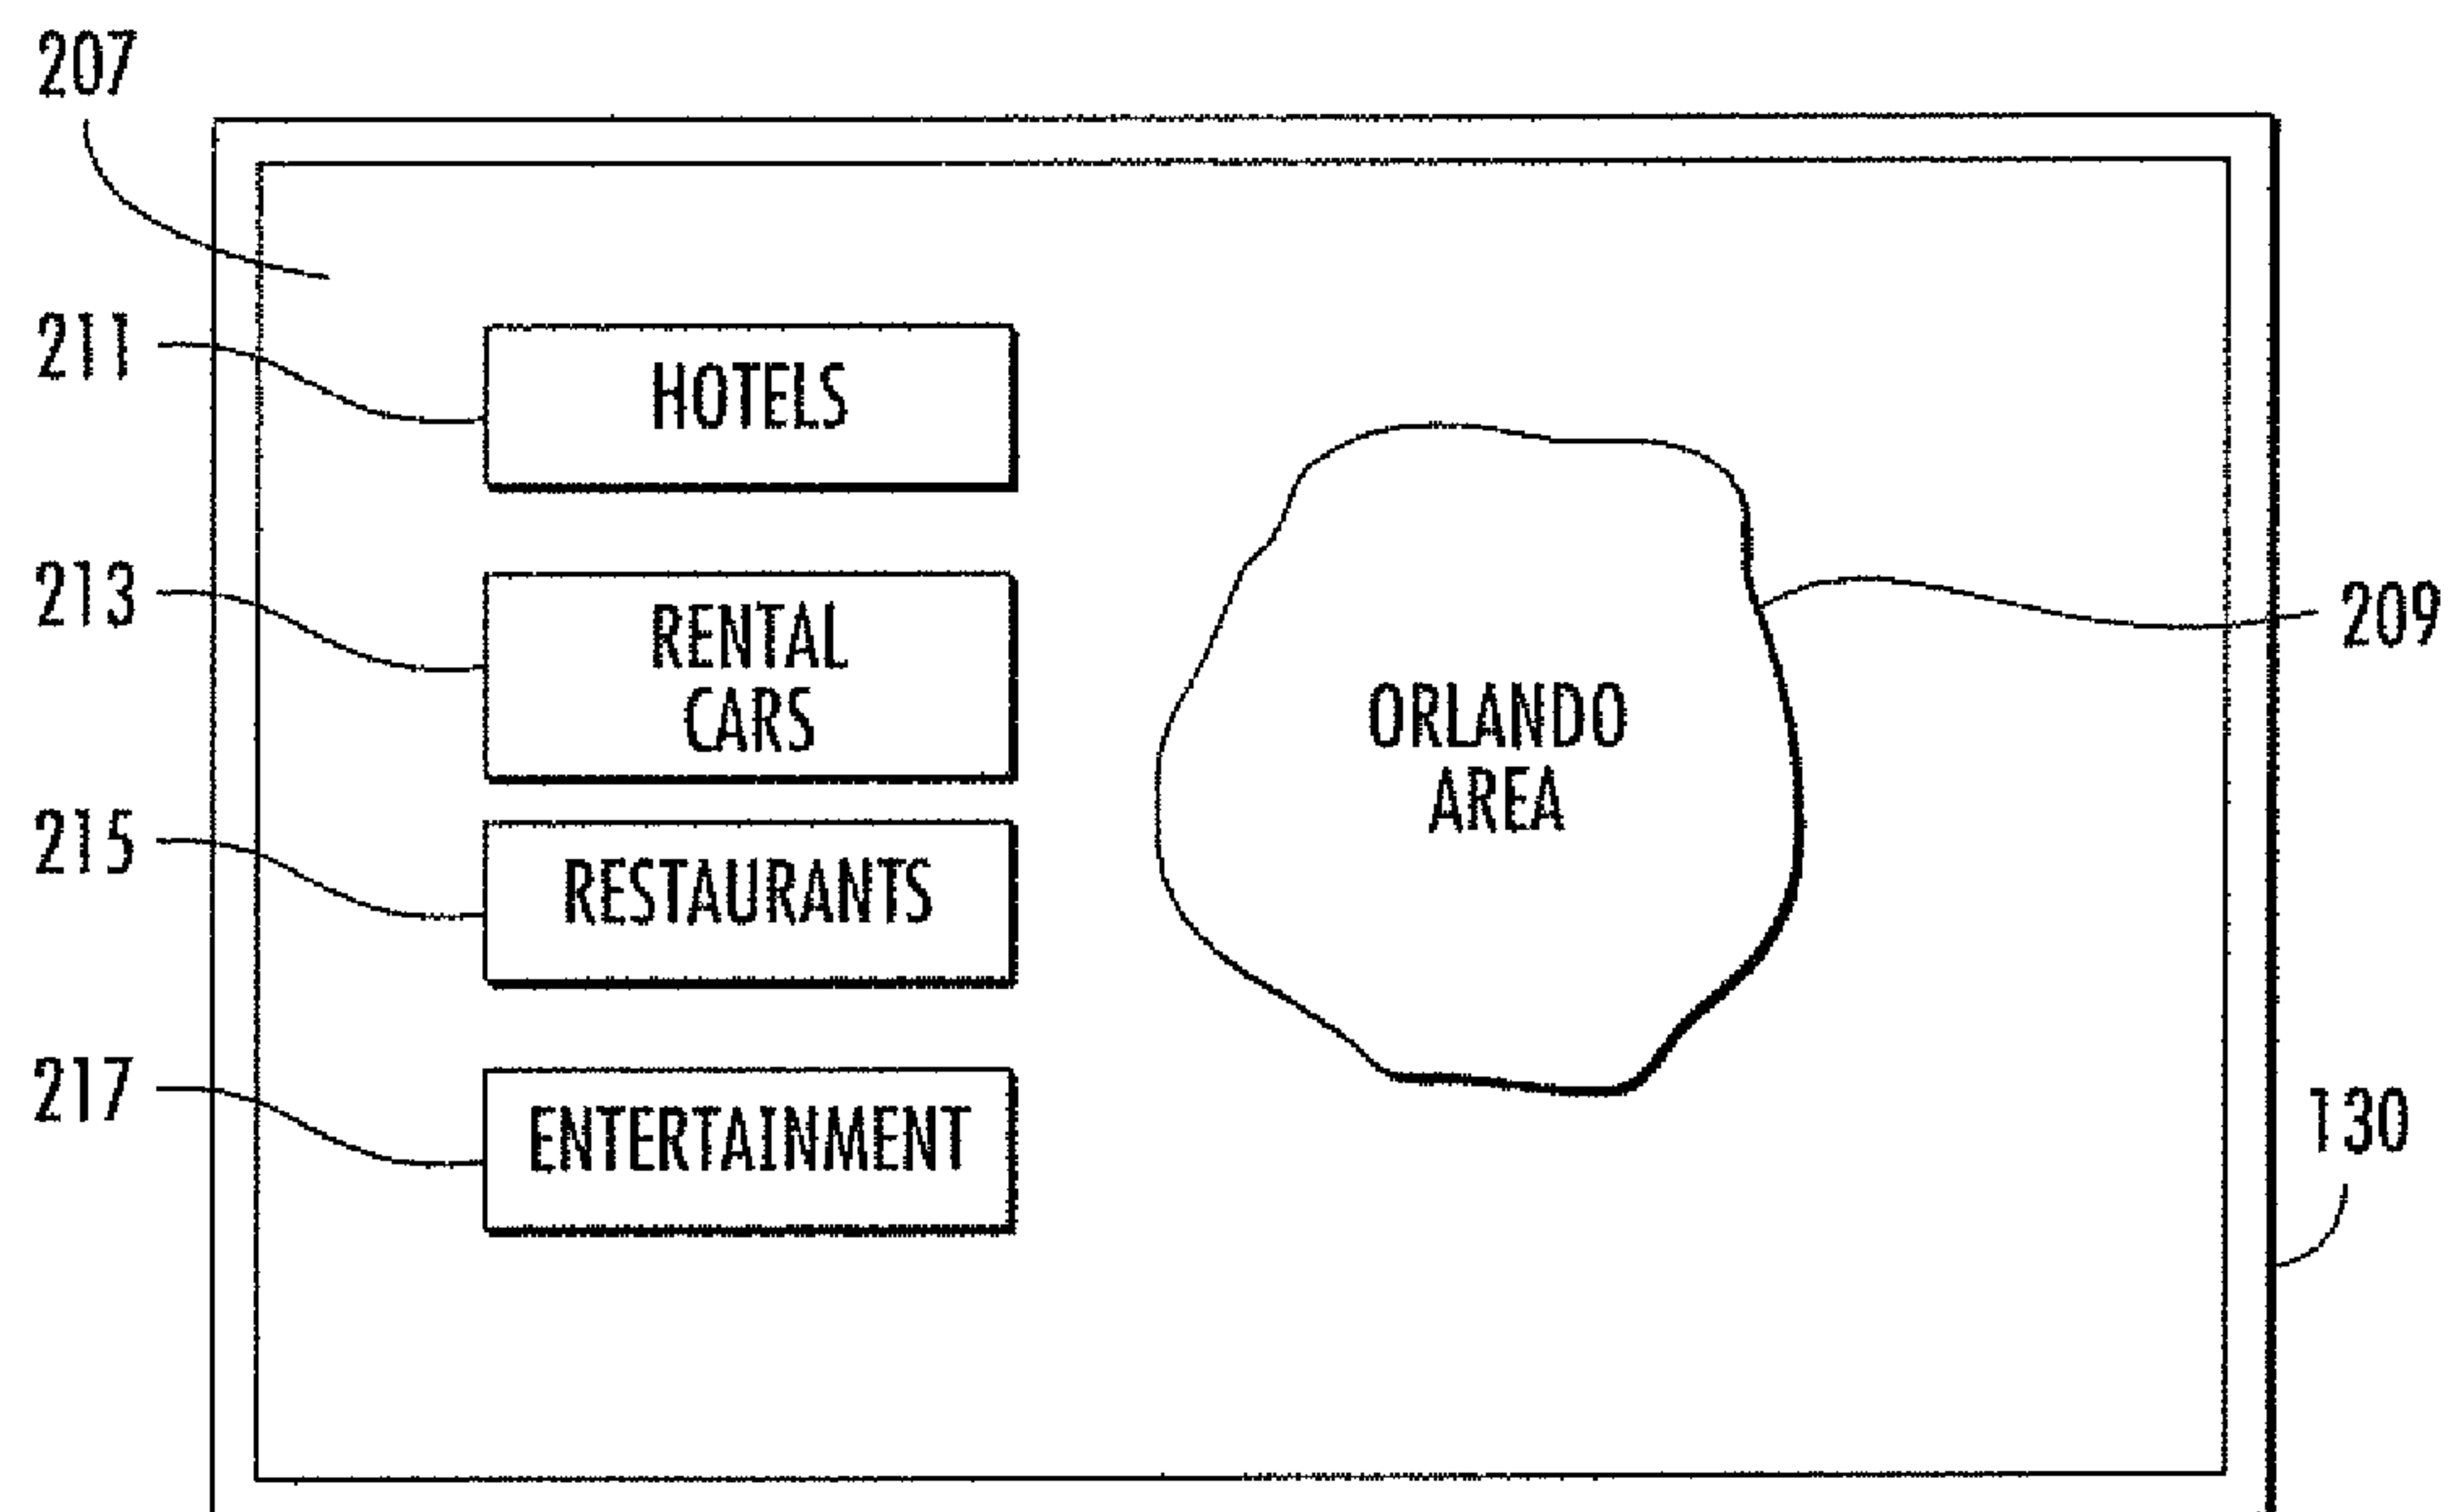 207
211
HOTELS
213
RENTAL
CARS
209
ORLANDO
AREA
215
RESTAURANTS
217
ENTERTAINMENT
130